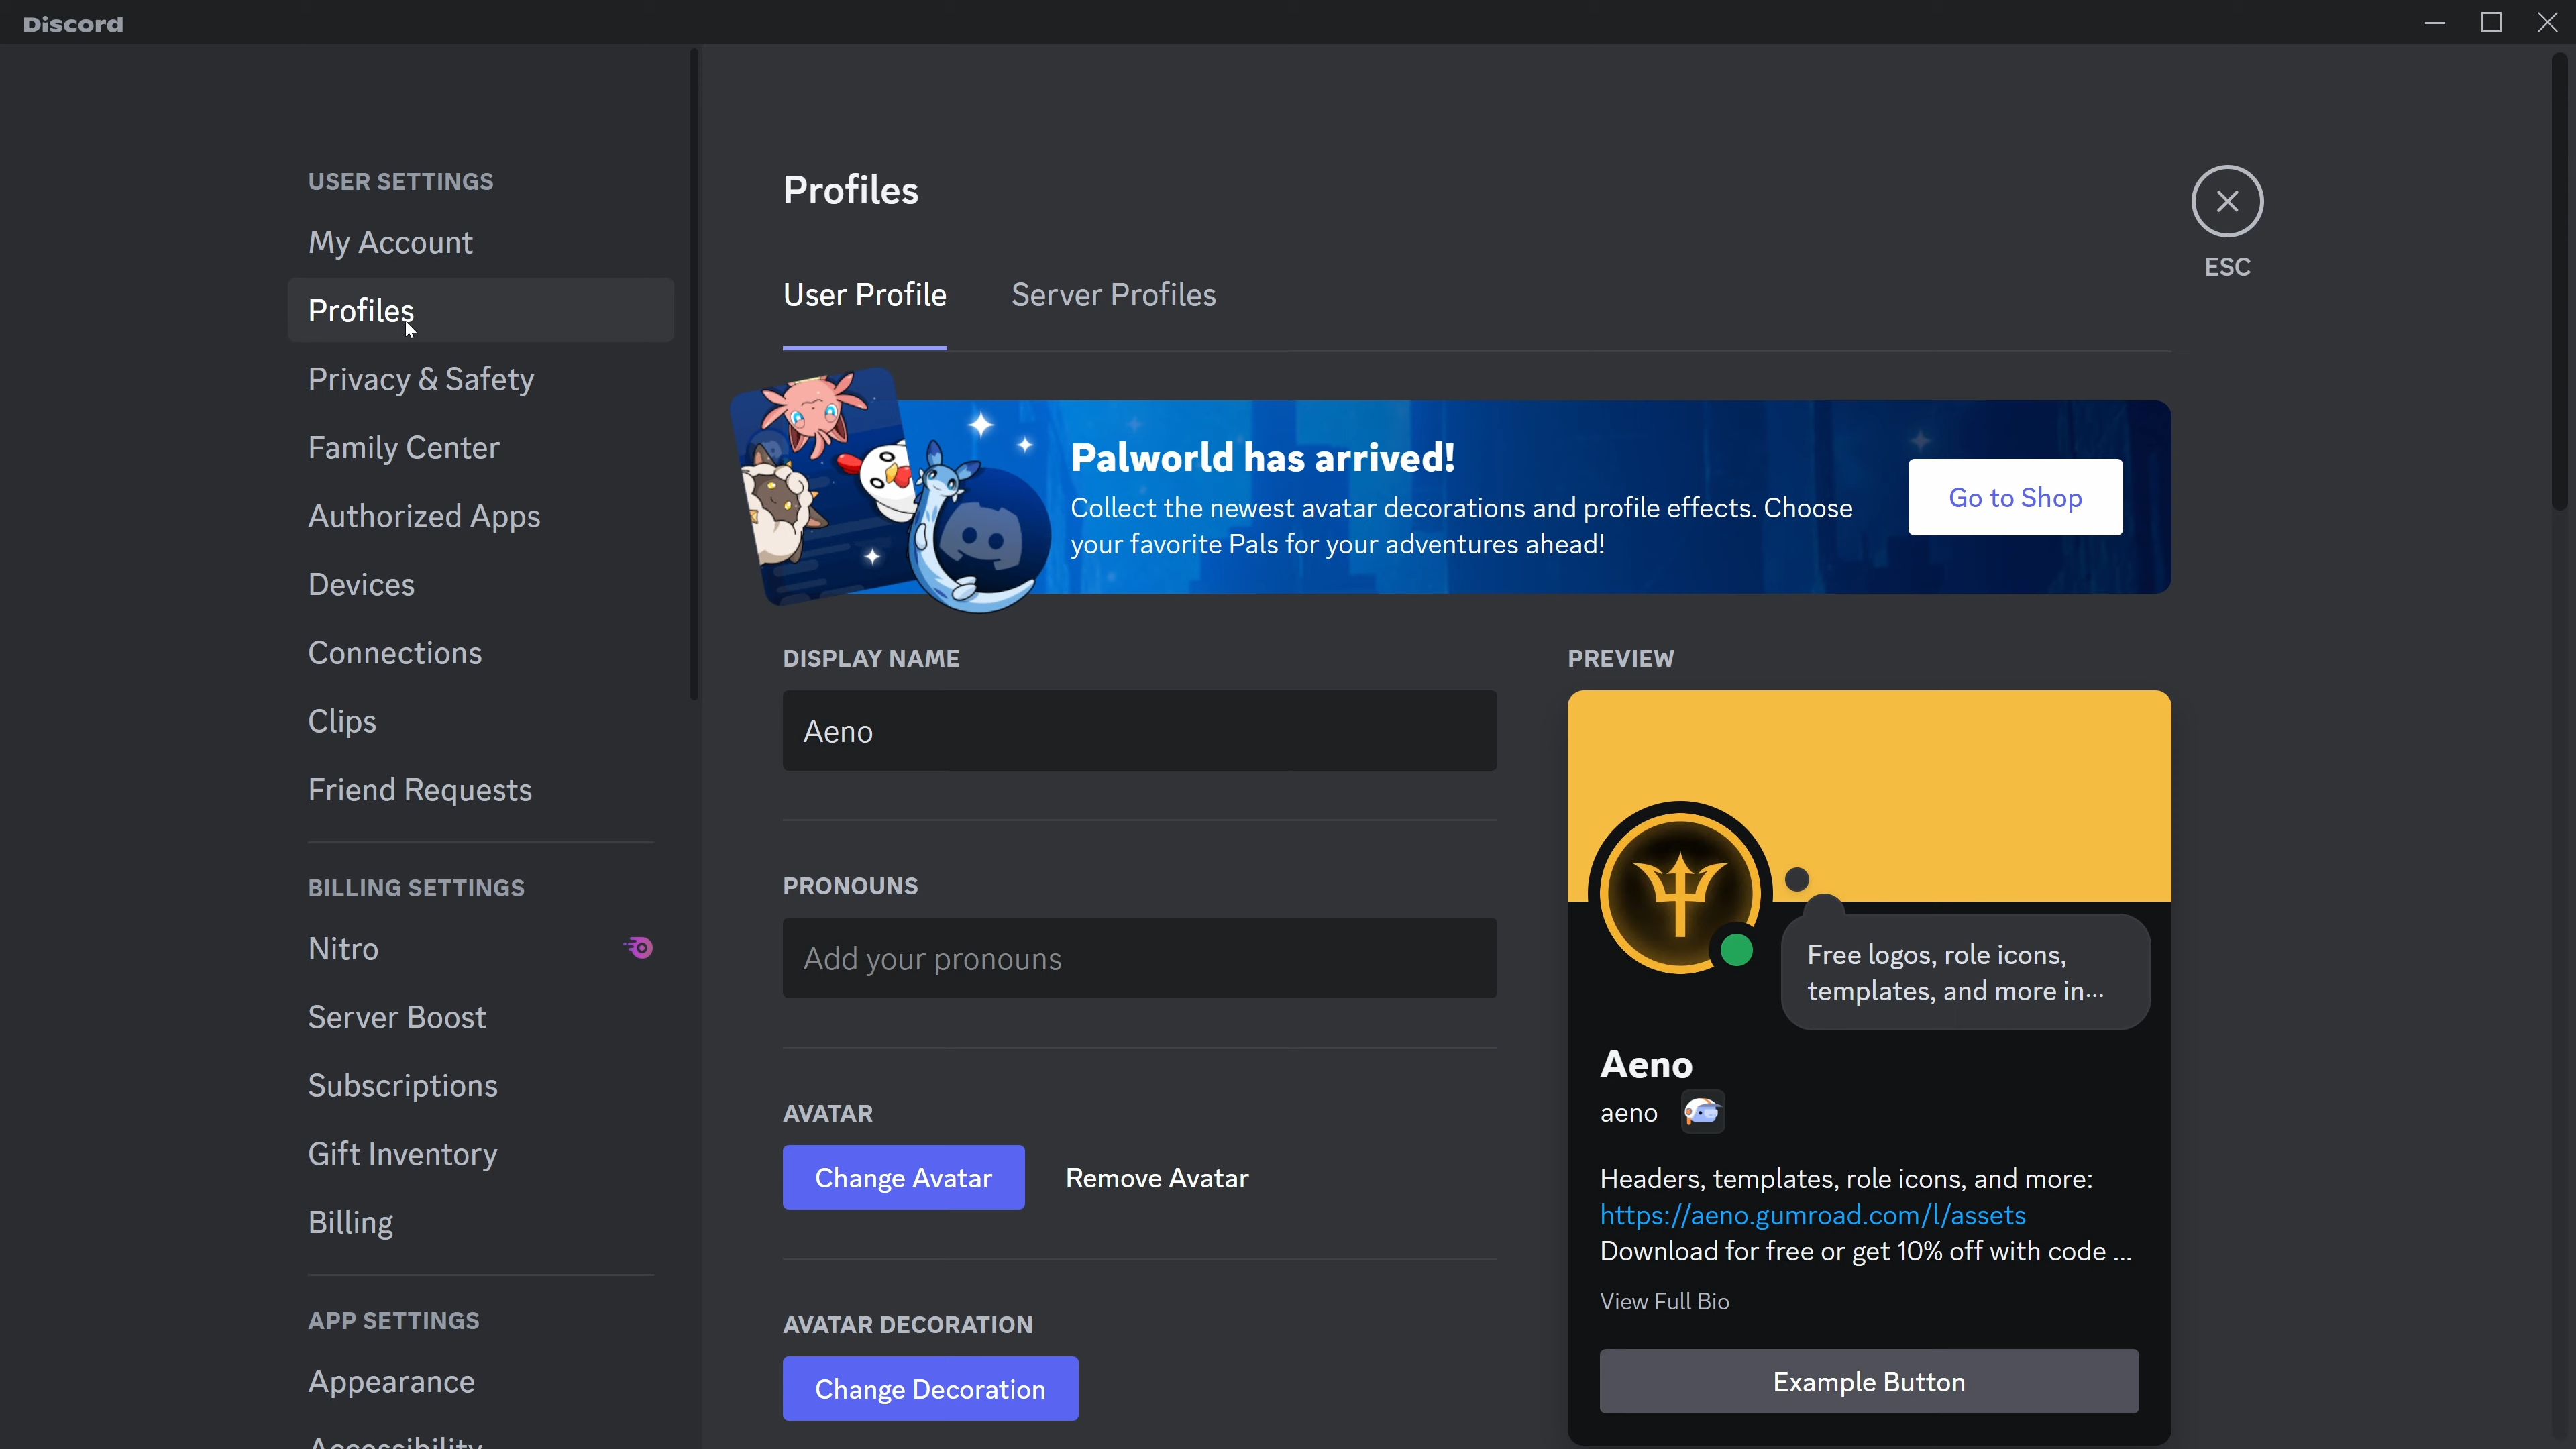 Discord
USER SETTINGS
My Account
Profiles
Privacy & Safety
Family Center
Authorized Apps
Devices
Connections
Clips
Friend Requests
BILLING SETTINGS
Nitro
Server Boost
Subscriptions
Gift Inventory
Billing
APP SETTINGS
Appearance
Accessibility
Profiles
ESC
User Profile
Server Profiles
Palworld has arrived!
Collect the newest avatar decorations and profile effects. Choose
your favorite Pals for your adventures ahead!
Go to Shop
DISPLAY NAME
Aeno
PRONOUNS
Add your pronouns
AVATAR
Change Avatar
Remove Avatar
AVATAR DECORATION
Change Decoration
PREVIEW
Free logos, role icons,
templates, and more in...
Aeno
aeno
Headers, templates, role icons, and more:
https://aeno.gumroad.com/l/assets
Download for free or get 10% off with code ...
View Full Bio
Example Button